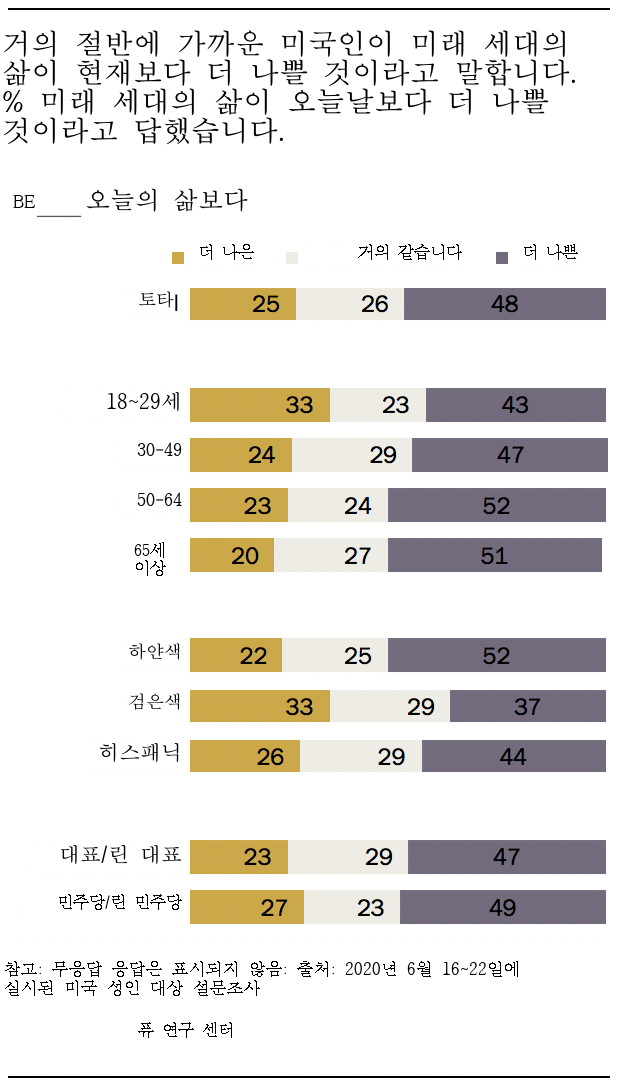 거의 절반에 가까운 미국인이 미래 세대의
삶이 현재보다 더 나쁠 것이라고 말합니다.
% 미래 세대의 삶이 오늘날보다 더 나쁠
것이라고 답했습니다.
BE____ 오늘의 삶보다
더 나은 거의 같습니다 더 나쁜
토타l 25 26 48
18~29세 33 23 43
30-49 24 29 47
50-64 23 24 52
65세
이상 20 27 51
하얀색 22 25 52
검은색 33 29 37
히스패닉 26 29 44
대표/린 대표 23 29 47
민주당/린 민주당 27 23 49
참고: 무응답 응답은 표시되지 않음: 출처: 2020년 6월 16~22일에
실시된 미국 성인 대상 설문조사
퓨 연구 센터